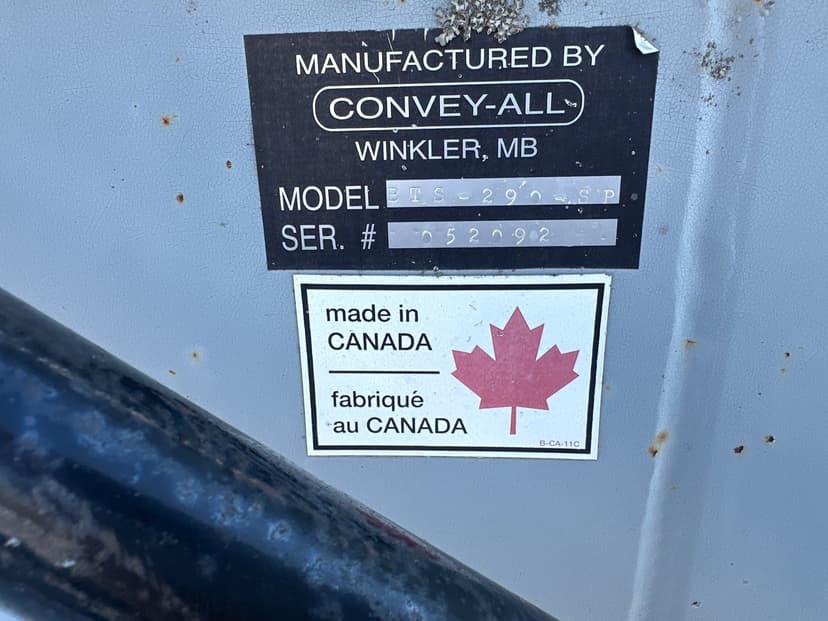 MANUFACTURED BY
CONVEY-ALL
WINKLER, MB
MODEL BTS-290-SP
SER. # 052092
made in
CANADA
fabriqué
au CANADA
B-CA-11C